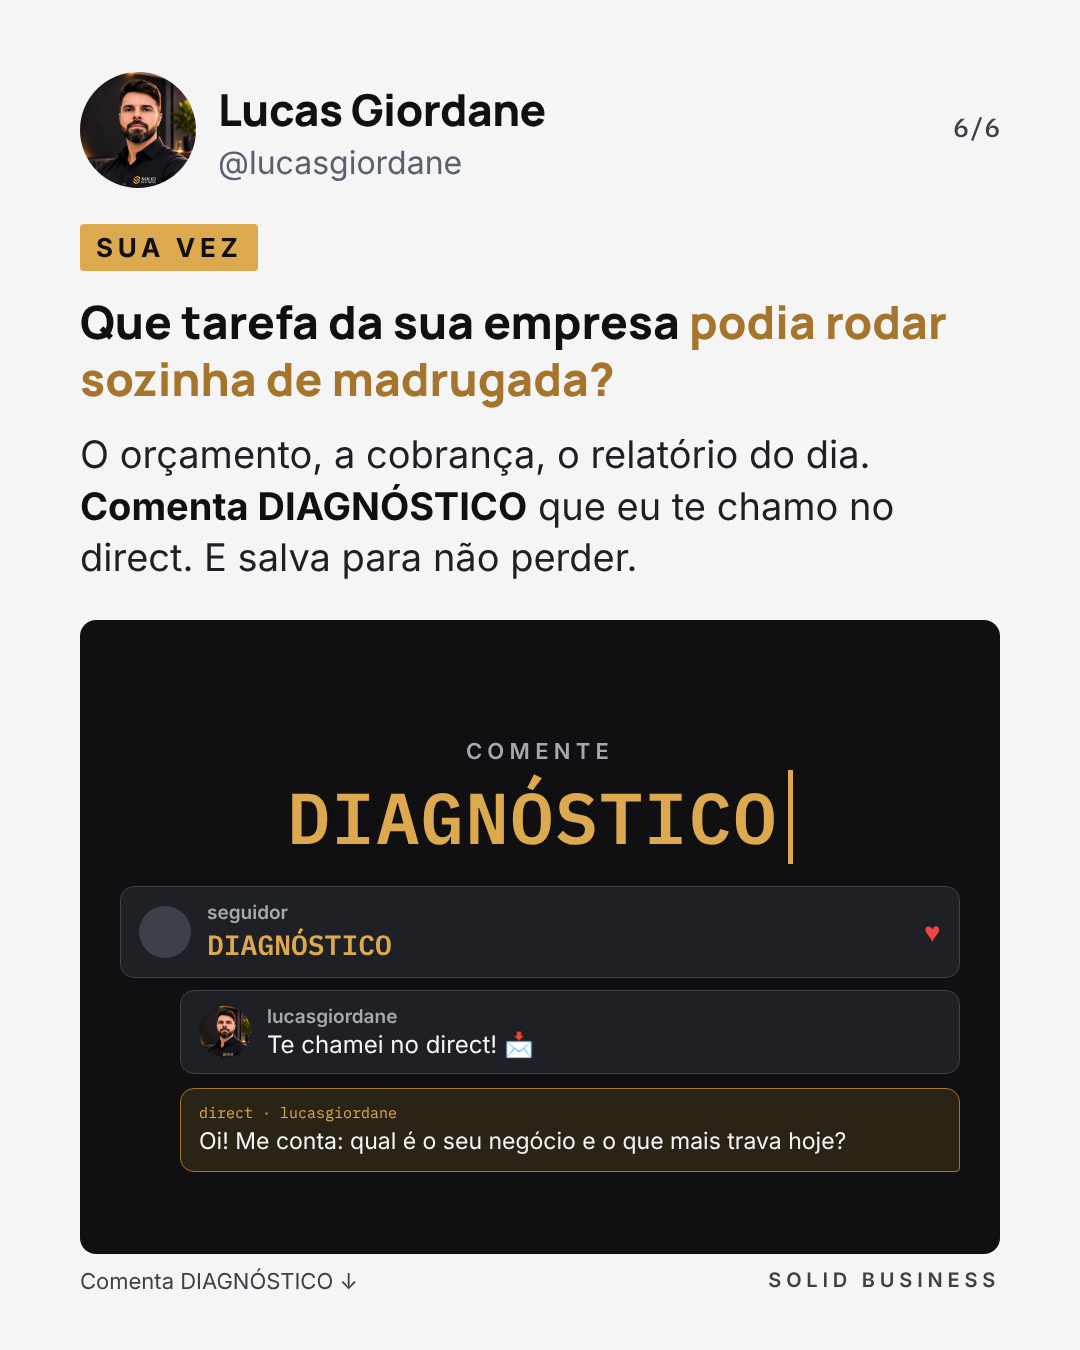 Lucas Giordane
@lucasgiordane
6/6
SUA VEZ
Que tarefa da sua empresa podia rodar
sozinha de madrugada?
O orçamento, a cobrança, o relatório do dia.
Comenta DIAGNÓSTICO que eu te chamo no
direct. E salva para não perder.
COMENTE
DIAGNÓSTICO
seguidor
DIAGNÓSTICO
♥
lucasgiordane
Te chamei no direct! 📩
direct · lucasgiordane
Oi! Me conta: qual é o seu negócio e o que mais trava hoje?
Comenta DIAGNÓSTICO ↓
SOLID BUSINESS